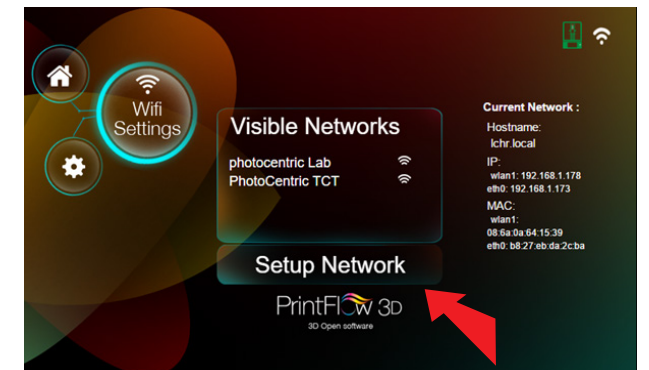 Wifi
Settings
Visible Networks
photocentric Lab
PhotoCentric TCT
Setup Network
PrintFlow 3D
3D Open software
Current Network :
Hostname:
lchr.local
IP:
wlan1: 192.168.1.178
eth0: 192.168.1.173
MAC:
wlan1:
08:6a:0a:64:15:39
eth0: b8:27:eb:da:2c:ba